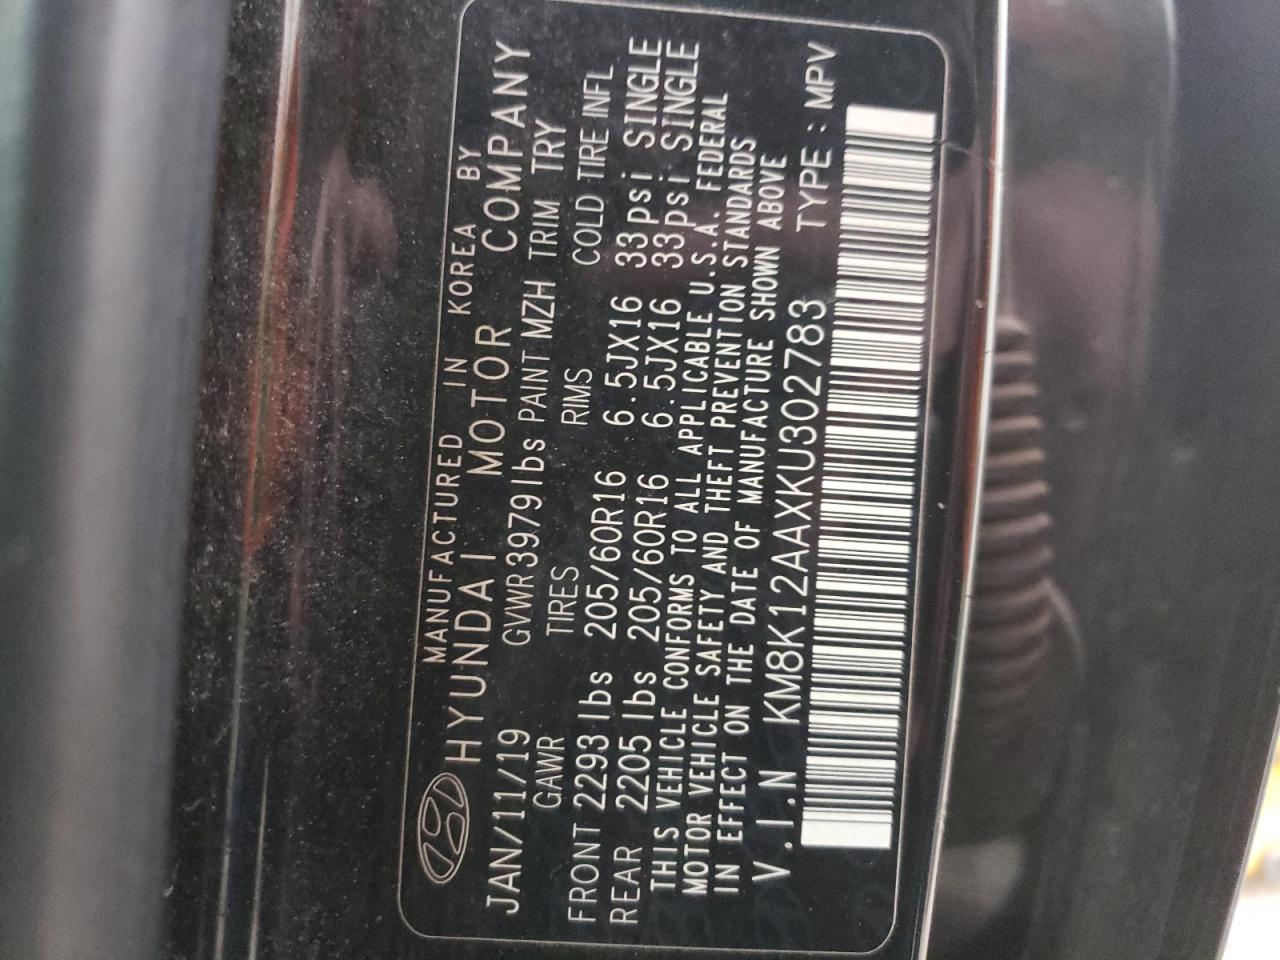 MANUFACTURED IN KOREA BY
HYUNDAI MOTOR COMPANY
JAN/11/19 GVWR3979lbs PAINT MZH TRIM TRY
GAWR TIRES RIMS COLD TIRE INFL
FRONT 2293 lbs 205/60R16 6.5JX16 33psi SINGLE
REAR 2205 lbs 205/60R16 6.5JX16 33psi SINGLE
THIS VEHICLE CONFORMS TO ALL APPLICABLE U.S.A. FEDERAL
MOTOR VEHICLE SAFETY AND THEFT PREVENTION STANDARDS
IN EFFECT ON THE DATE OF MANUFACTURE SHOWN ABOVE
V.I.N KM8K12AAXKU302783 TYPE : MPV